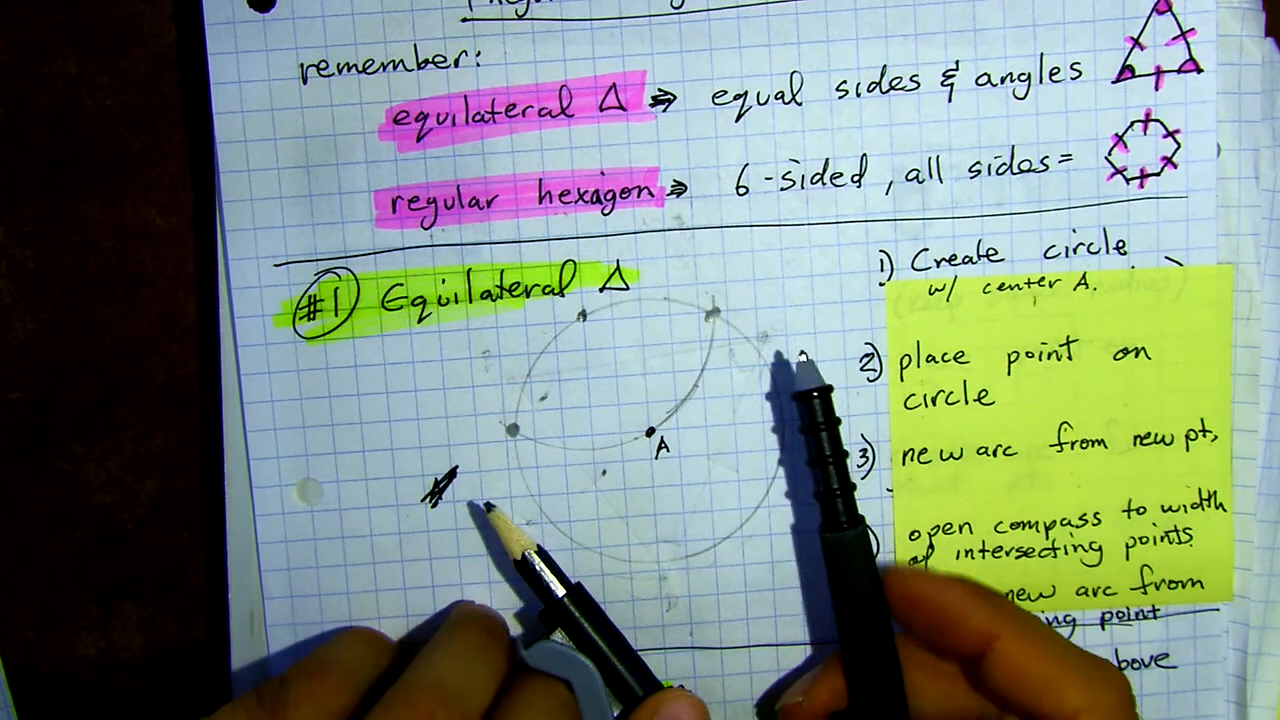 remember:
equilateral Δ ⇒ equal sides & angles
regular hexagon ⇒ 6-sided, all sides =
#1 Equilateral Δ
A
1) Create circle
w/ center A.
2) place point on
circle
3) new arc from new pt,
open compass to width
of intersecting points
new arc from
point